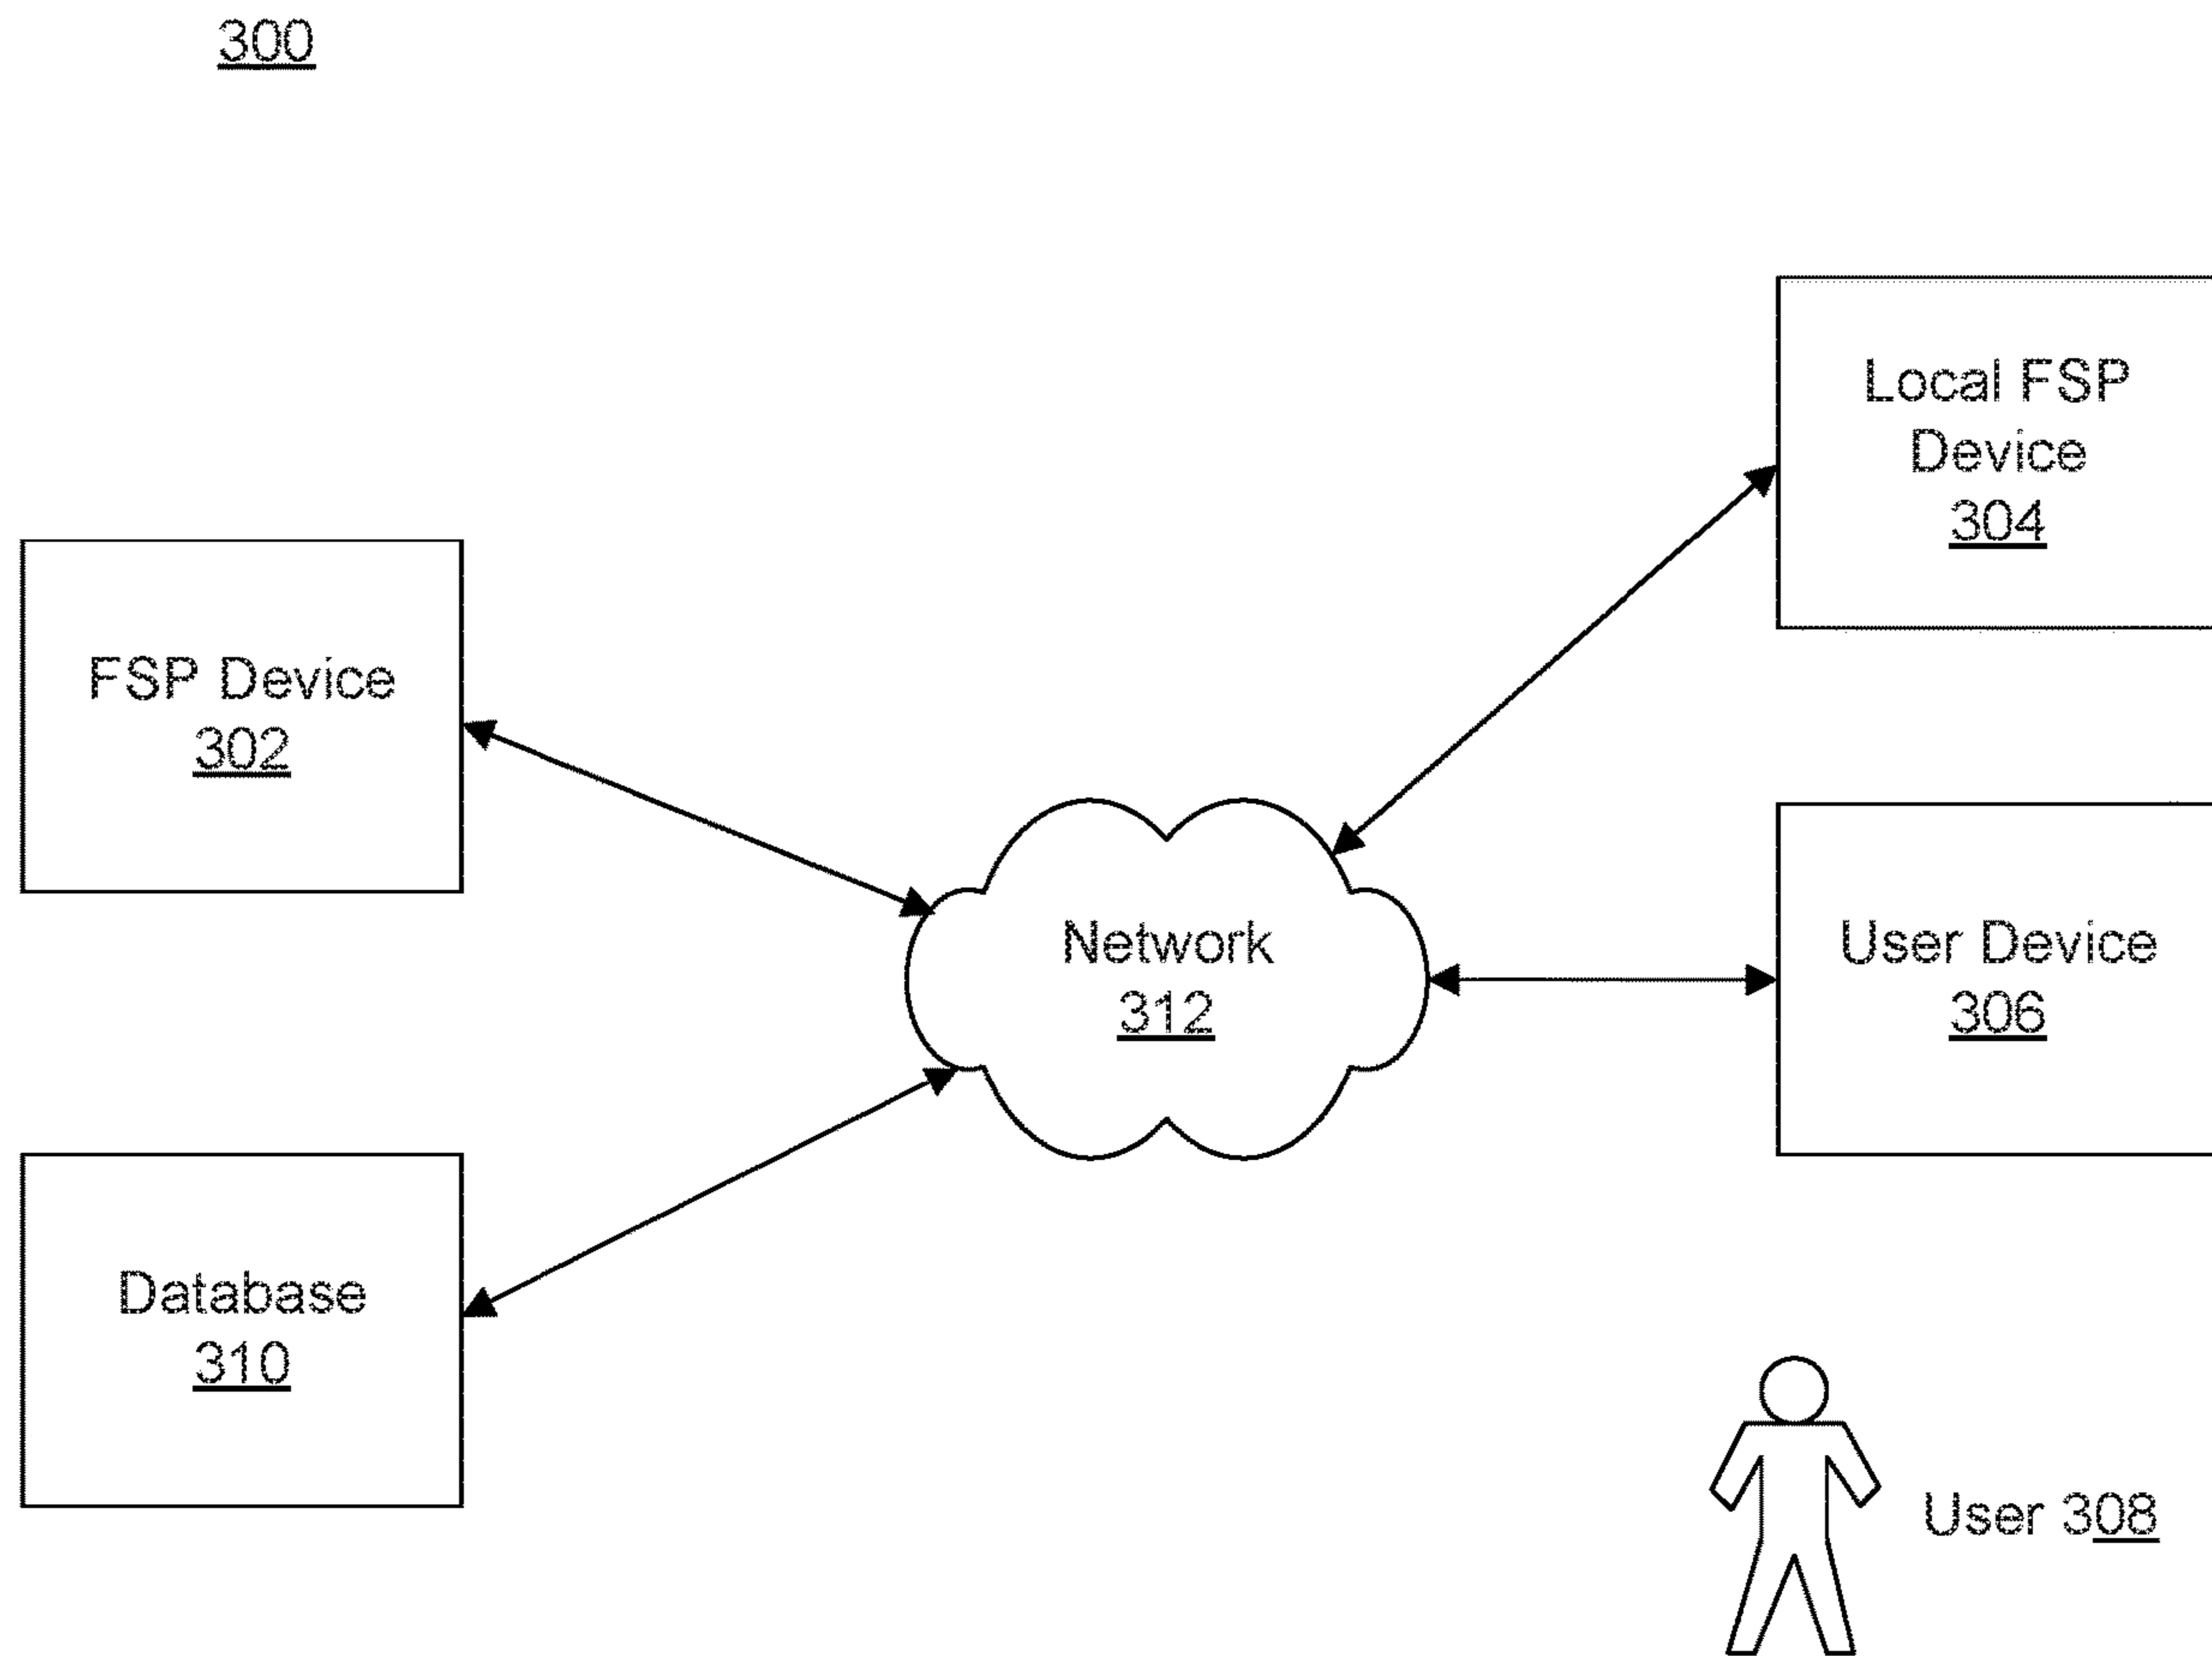 300
Local FSP
Device
304
FSP Device
302
Network
312
User Device
306
Database
310
User 308